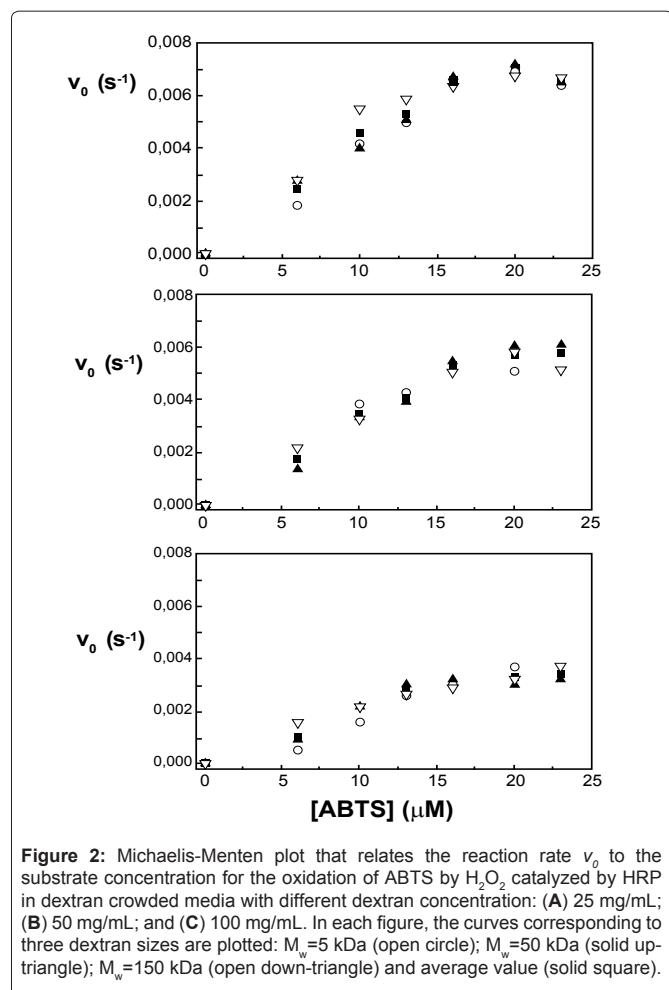 0,008
v₀ (s⁻¹)
0,006
0,004
0,002
0,000
0 5 10 15 20 25
0,008
v₀ (s⁻¹)
0,006
0,004
0,002
0,000
0 5 10 15 20 25
0,008
0,006
v₀ (s⁻¹)
0,004
0,002
0,000
0 5 10 15 20 25
[ABTS] (μM)
Figure 2: Michaelis-Menten plot that relates the reaction rate v₀ to the
substrate concentration for the oxidation of ABTS by H₂O₂ catalyzed by HRP
in dextran crowded media with different dextran concentration: (A) 25 mg/mL;
(B) 50 mg/mL; and (C) 100 mg/mL. In each figure, the curves corresponding to
three dextran sizes are plotted: M_w=5 kDa (open circle); M_w=50 kDa (solid up-
triangle); M_w=150 kDa (open down-triangle) and average value (solid square).